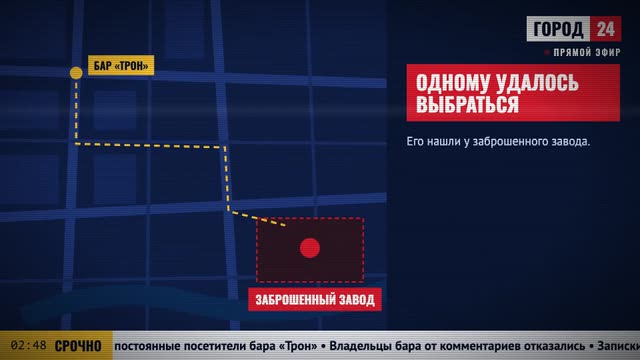 ГОРОД 24
ПРЯМОЙ ЭФИР
БАР «ТРОН»
ОДНОМУ УДАЛОСЬ
ВЫБРАТЬСЯ
Его нашли у заброшенного завода.
ЗАБРОШЕННЫЙ ЗАВОД
02:48 СРОЧНО постоянные посетители бара «Трон» • Владельцы бара от комментариев отказались • Записки